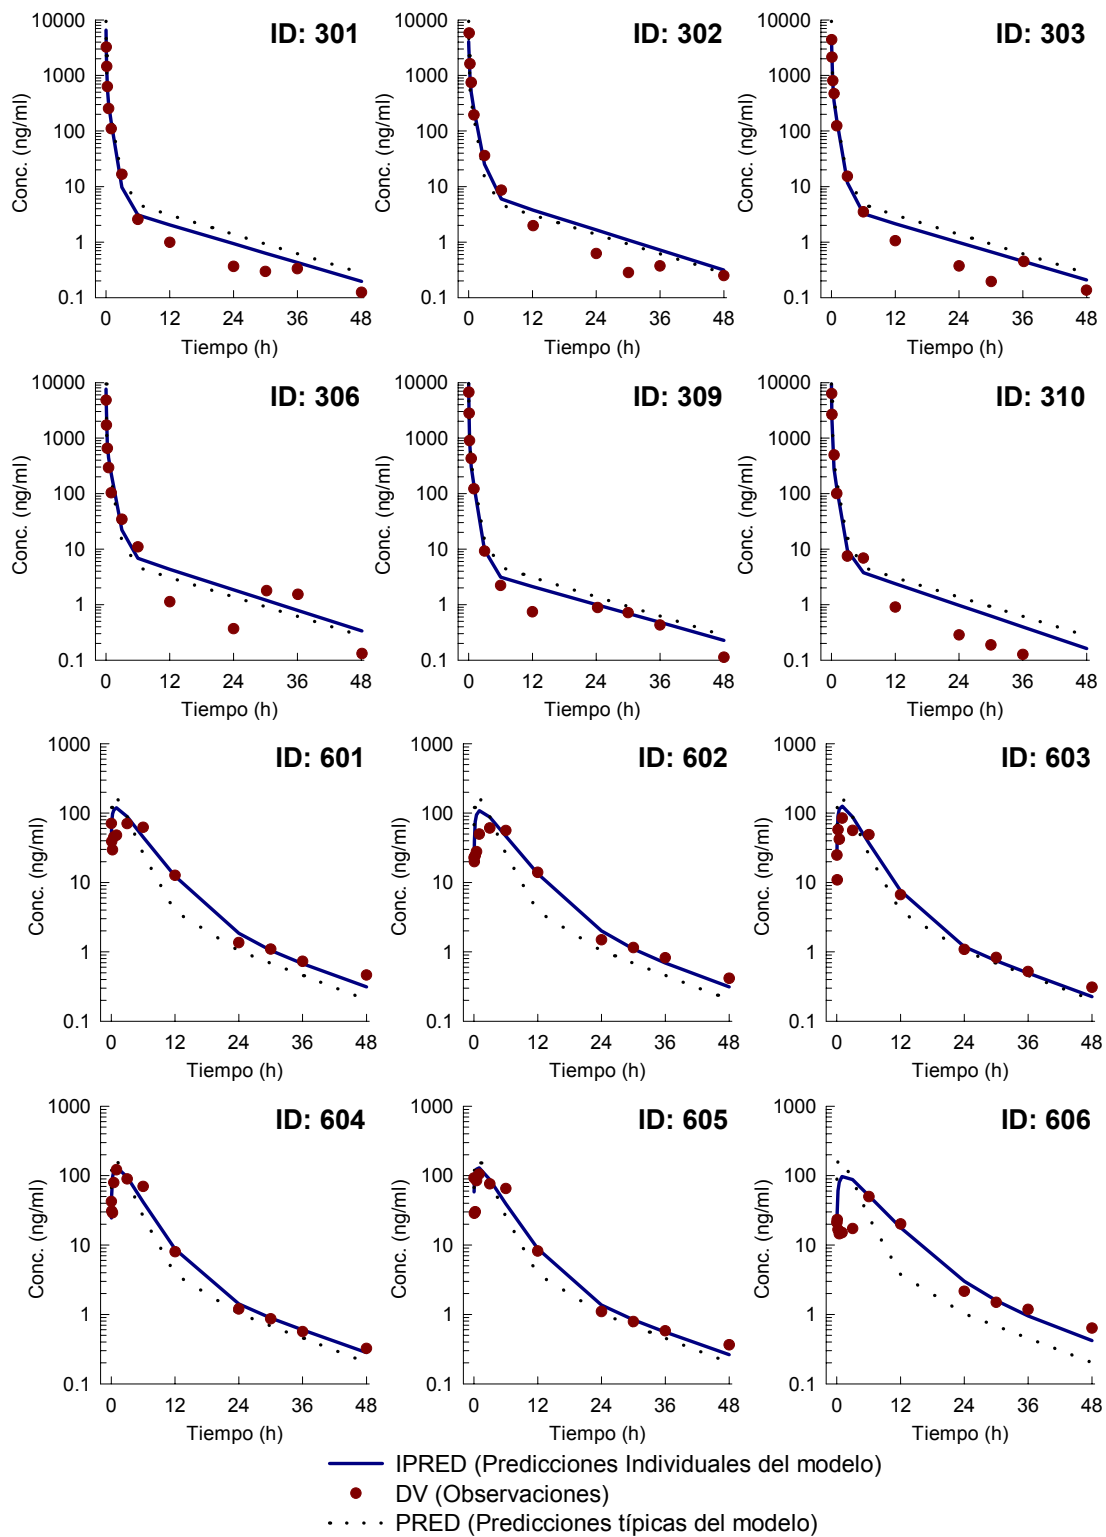 ID: 301
ID: 302
ID: 303
Conc. (ng/ml)
10000
1000
100
10
1
0.1
0 12 24 36 48
Tiempo (h)
Conc. (ng/ml)
10000
1000
100
10
1
0.1
0 12 24 36 48
Tiempo (h)
Conc. (ng/ml)
10000
1000
100
10
1
0.1
0 12 24 36 48
Tiempo (h)
ID: 306
ID: 309
ID: 310
Conc. (ng/ml)
10000
1000
100
10
1
0.1
0 12 24 36 48
Tiempo (h)
Conc. (ng/ml)
10000
1000
100
10
1
0.1
0 12 24 36 48
Tiempo (h)
Conc. (ng/ml)
10000
1000
100
10
1
0.1
0 12 24 36 48
Tiempo (h)
ID: 601
ID: 602
ID: 603
Conc. (ng/ml)
1000
100
10
1
0.1
0 12 24 36 48
Tiempo (h)
Conc. (ng/ml)
1000
100
10
1
0.1
0 12 24 36 48
Tiempo (h)
Conc. (ng/ml)
1000
100
10
1
0.1
0 12 24 36 48
Tiempo (h)
ID: 604
ID: 605
ID: 606
Conc. (ng/ml)
1000
100
10
1
0.1
0 12 24 36 48
Tiempo (h)
Conc. (ng/ml)
1000
100
10
1
0.1
0 12 24 36 48
Tiempo (h)
Conc. (ng/ml)
1000
100
10
1
0.1
0 12 24 36 48
Tiempo (h)
IPRED (Predicciones Individuales del modelo)
DV (Observaciones)
PRED (Predicciones típicas del modelo)